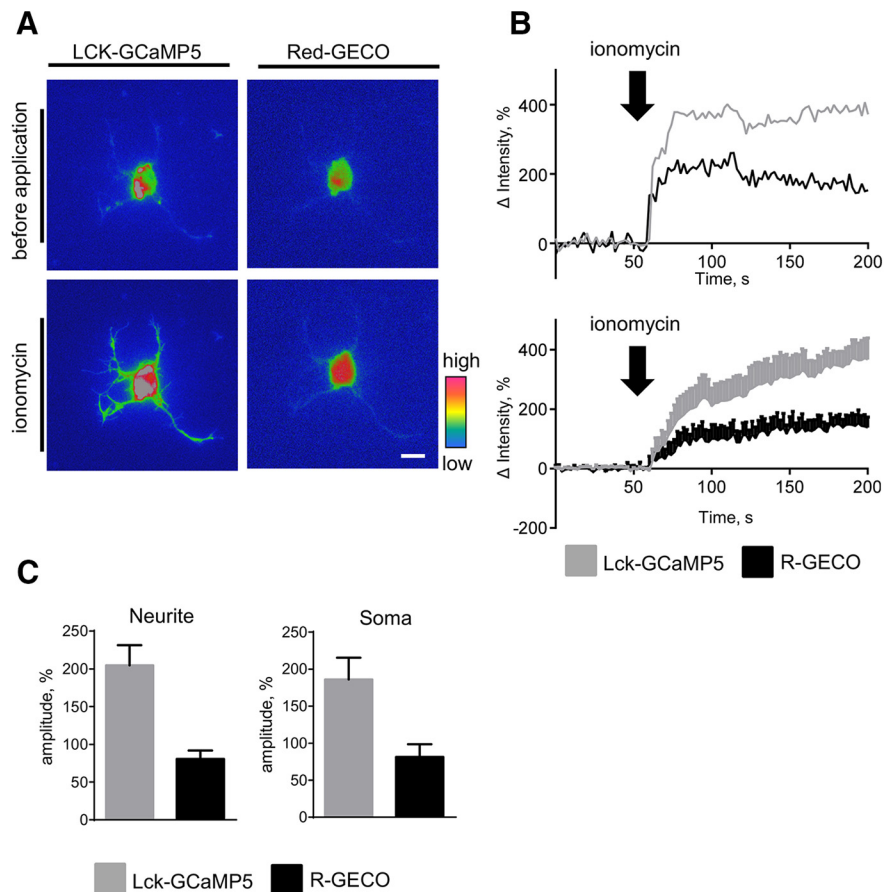 A
LCK-GCaMP5
Red-GECO
before application
ionomycin
high
low
B
ionomycin
Δ Intensity, %
400
200
0
50
100
150
200
Time, s
ionomycin
Δ Intensity, %
400
200
0
-200
50
100
150
200
Time, s
Lck-GCaMP5
R-GECO
C
Neurite
amplitude, %
250
200
150
100
50
0
Soma
amplitude, %
250
200
150
100
50
0
Lck-GCaMP5
R-GECO